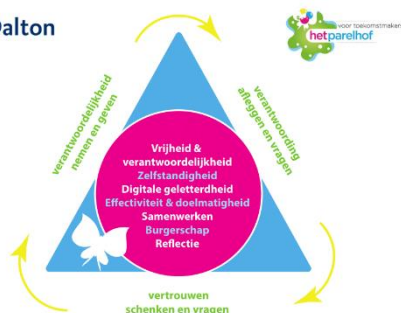 Dalton
voor toekomstmakers
hetparelhof
verantwoordelijkheid
nemen en geven
verantwoording
afleggen en vragen
Vrijheid &
verantwoordelijkheid
Zelfstandigheid
Digitale geletterdheid
Effectiviteit & doelmatigheid
Samenwerken
Burgerschap
Reflectie
vertrouwen
schenken en vragen